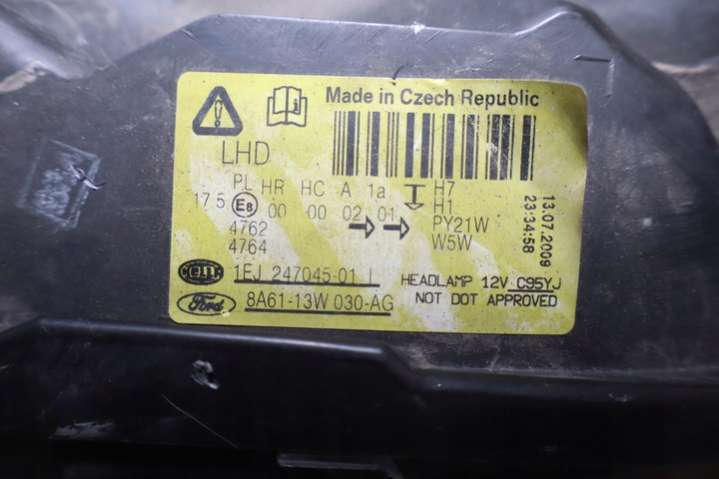 Made in Czech Republic
LHD
PL HR HC A 1a H7
17.5 E8 00 00 02 01 H1
4762 PY21W
4764 W5W
13.07.2009
23:34:58
HELLA 1EJ 247045-01 L HEADLAMP 12V C95YJ
Ford 8A61-13W 030-AG NOT DOT APPROVED